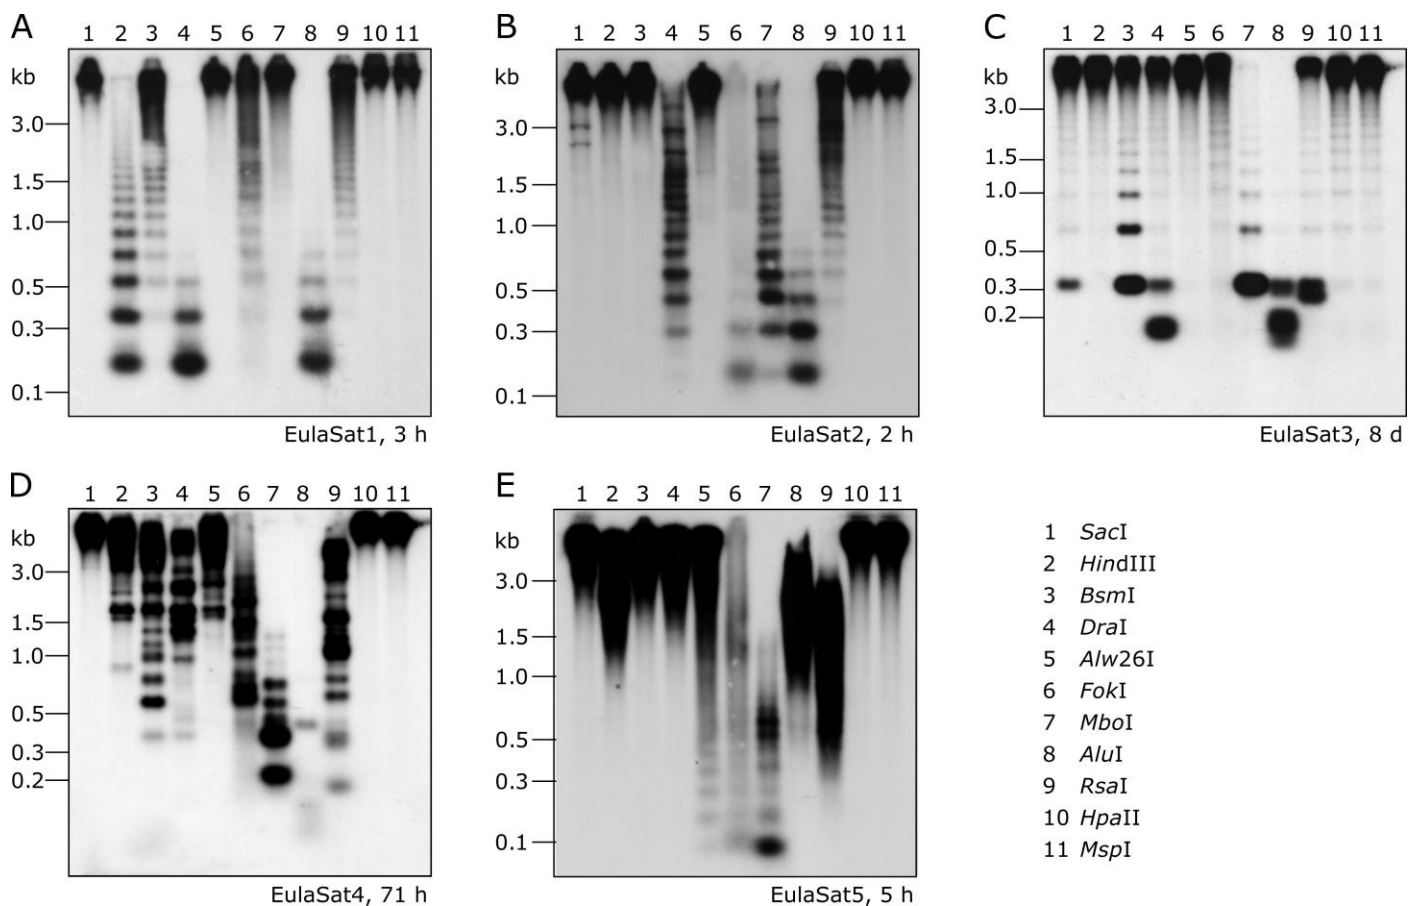 A
1 2 3 4 5 6 7 8 9 10 11
kb
3.0
1.5
1.0
0.5
0.3
0.1
EulaSat1, 3 h
B
1 2 3 4 5 6 7 8 9 10 11
kb
3.0
1.5
1.0
0.5
0.3
0.1
EulaSat2, 2 h
C
1 2 3 4 5 6 7 8 9 10 11
kb
3.0
1.5
1.0
0.5
0.3
0.2
EulaSat3, 8 d
D
1 2 3 4 5 6 7 8 9 10 11
kb
3.0
1.5
1.0
0.5
0.3
0.2
EulaSat4, 71 h
E
1 2 3 4 5 6 7 8 9 10 11
kb
3.0
1.5
1.0
0.5
0.3
0.1
EulaSat5, 5 h
1 SacI
2 HindIII
3 BsmI
4 DraI
5 Alw26I
6 FokI
7 MboI
8 AluI
9 RsaI
10 HpaII
11 MspI